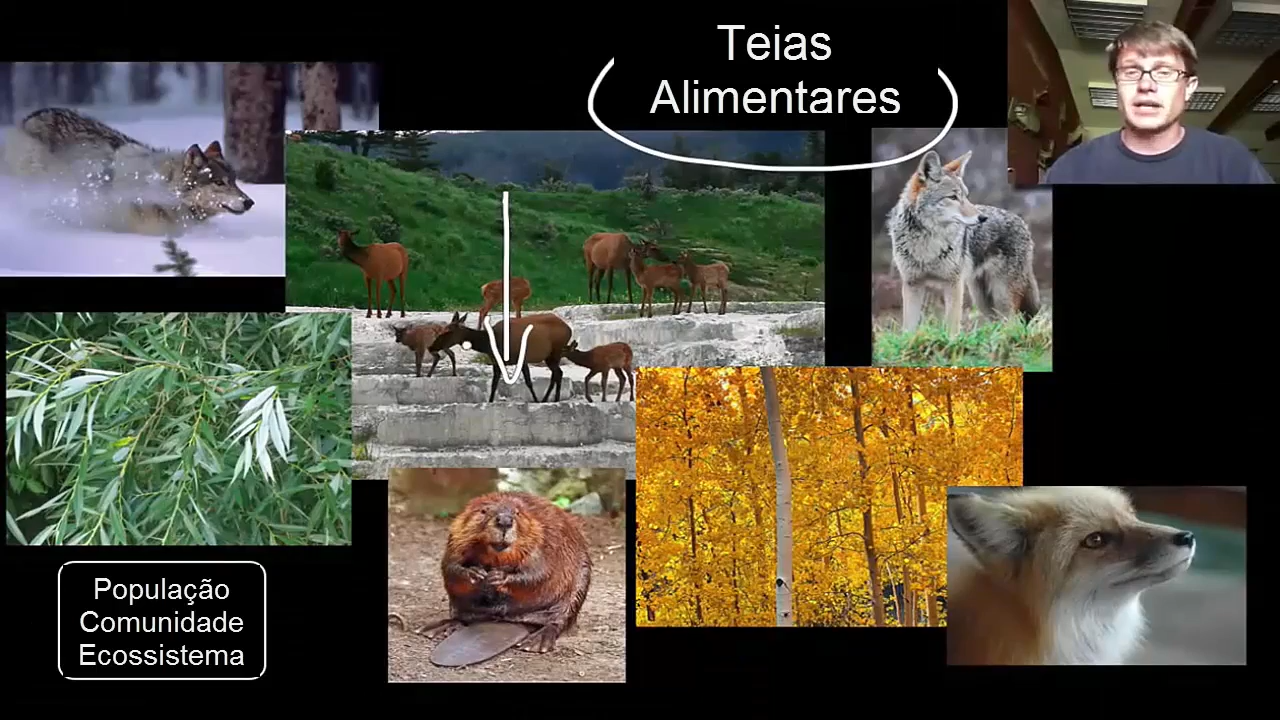 Teias
Alimentares
População
Comunidade
Ecossistema